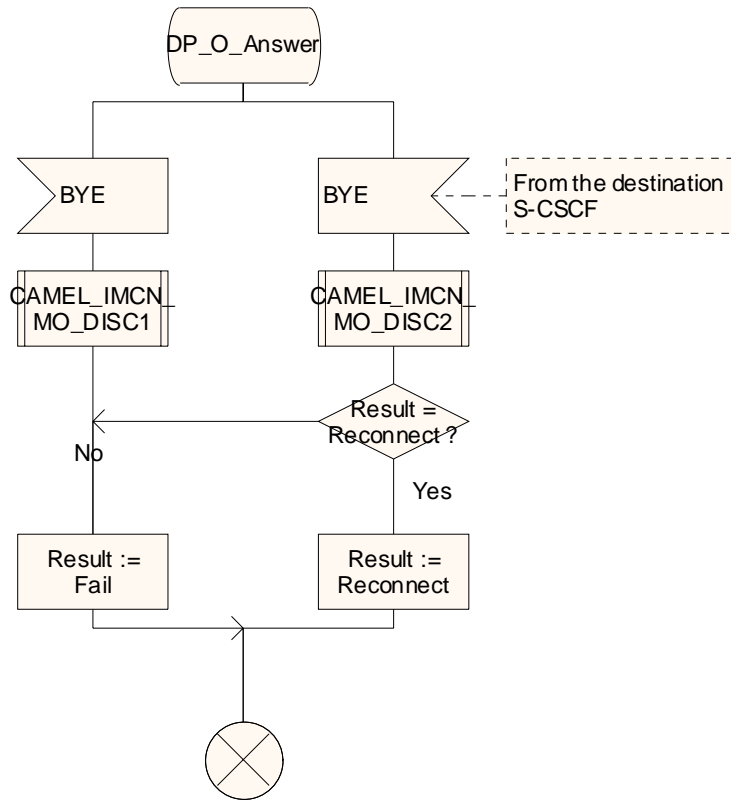 DP_O_Answer
BYE
BYE
From the destination
S-CSCF
CAMEL_IMCN_
MO_DISC1
CAMEL_IMCN_
MO_DISC2
Result =
Reconnect ?
No
Yes
Result :=
Fail
Result :=
Reconnect